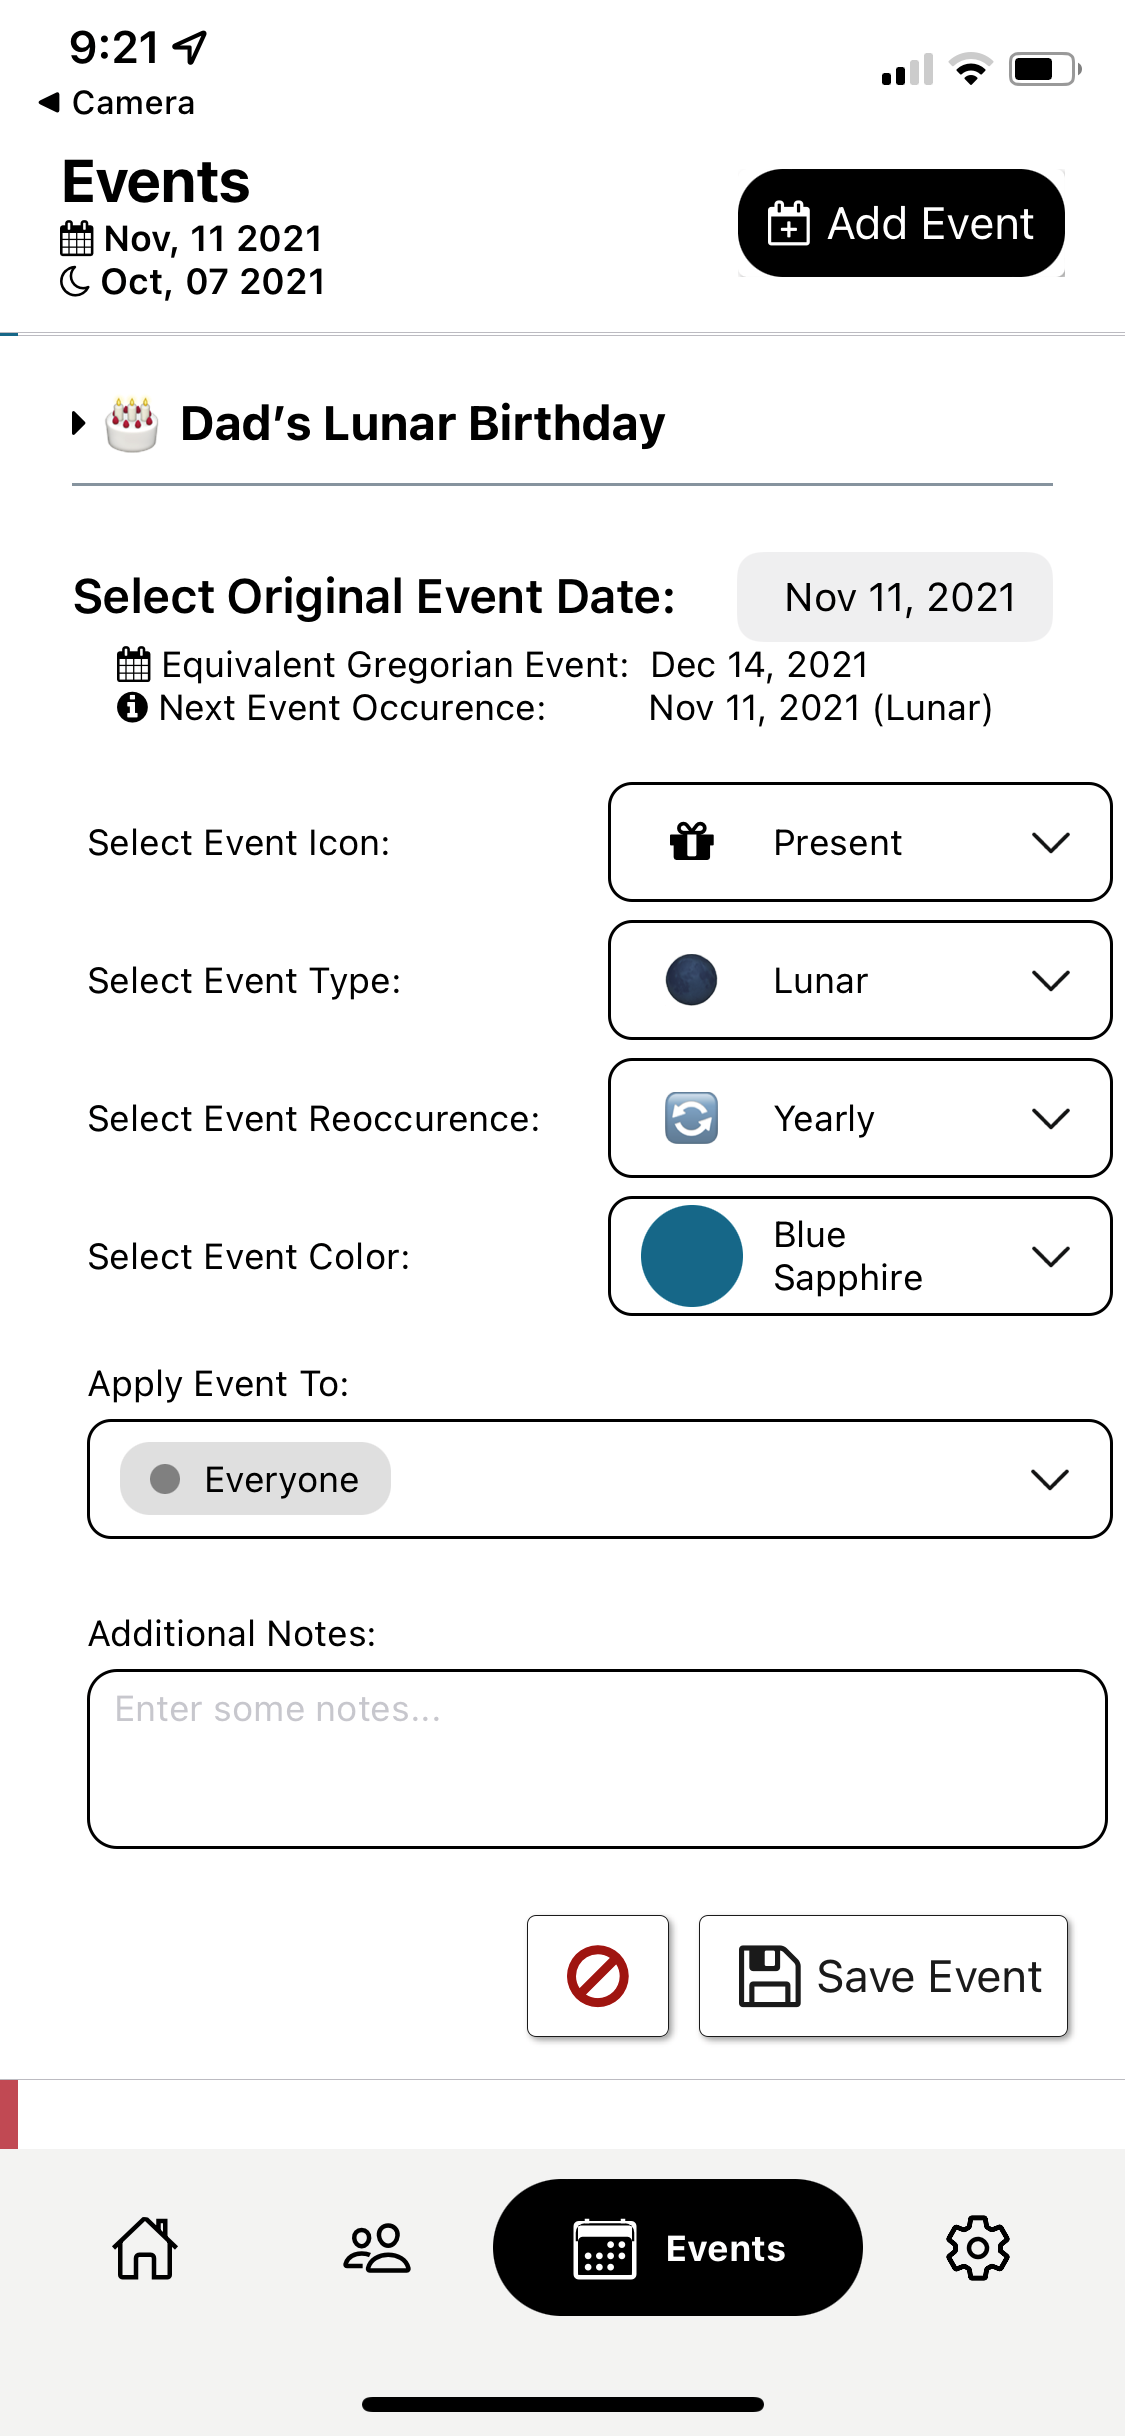 9:21
Camera
Events
Nov, 11 2021
Oct, 07 2021
Add Event
Dad's Lunar Birthday
Select Original Event Date: Nov 11, 2021
Equivalent Gregorian Event: Dec 14, 2021
Next Event Occurence: Nov 11, 2021 (Lunar)
Select Event Icon: Present
Select Event Type: Lunar
Select Event Reoccurence: Yearly
Select Event Color: Blue
Sapphire
Apply Event To:
Everyone
Additional Notes:
Enter some notes...
Save Event
Events